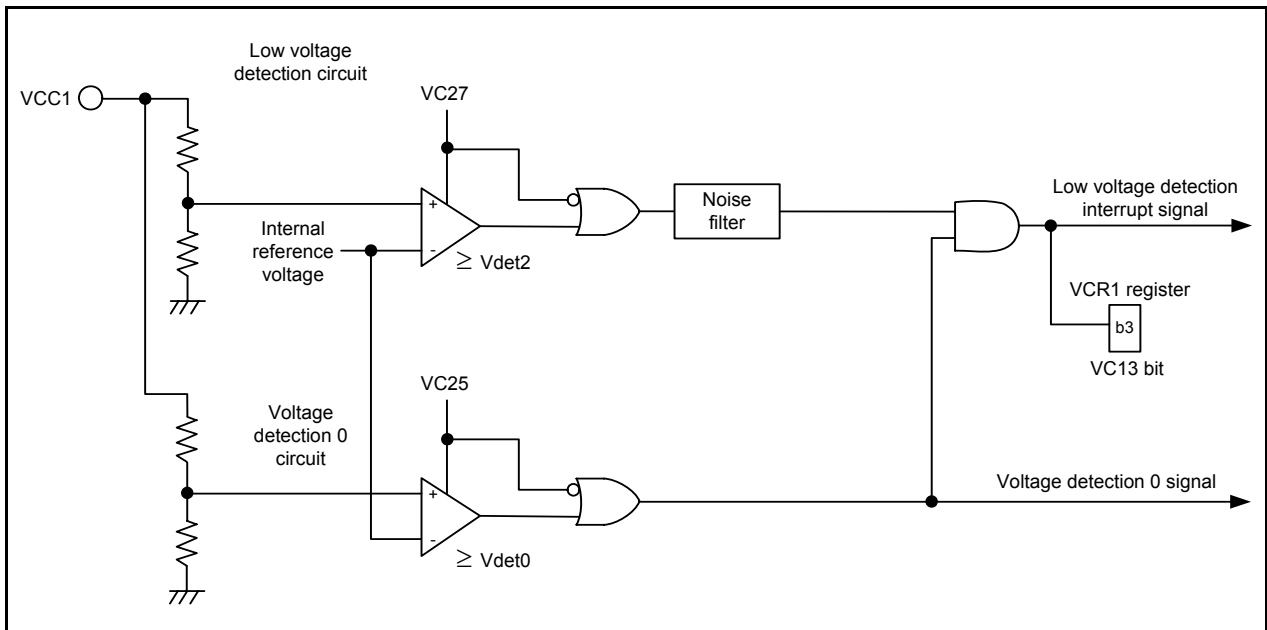 Low voltage
detection circuit
VCC1
VC27
+
-
Internal
reference
voltage
≥ Vdet2
Noise
filter
Low voltage detection
interrupt signal
VCR1 register
b3
VC13 bit
VC25
Voltage
detection 0
circuit
+
-
≥ Vdet0
Voltage detection 0 signal